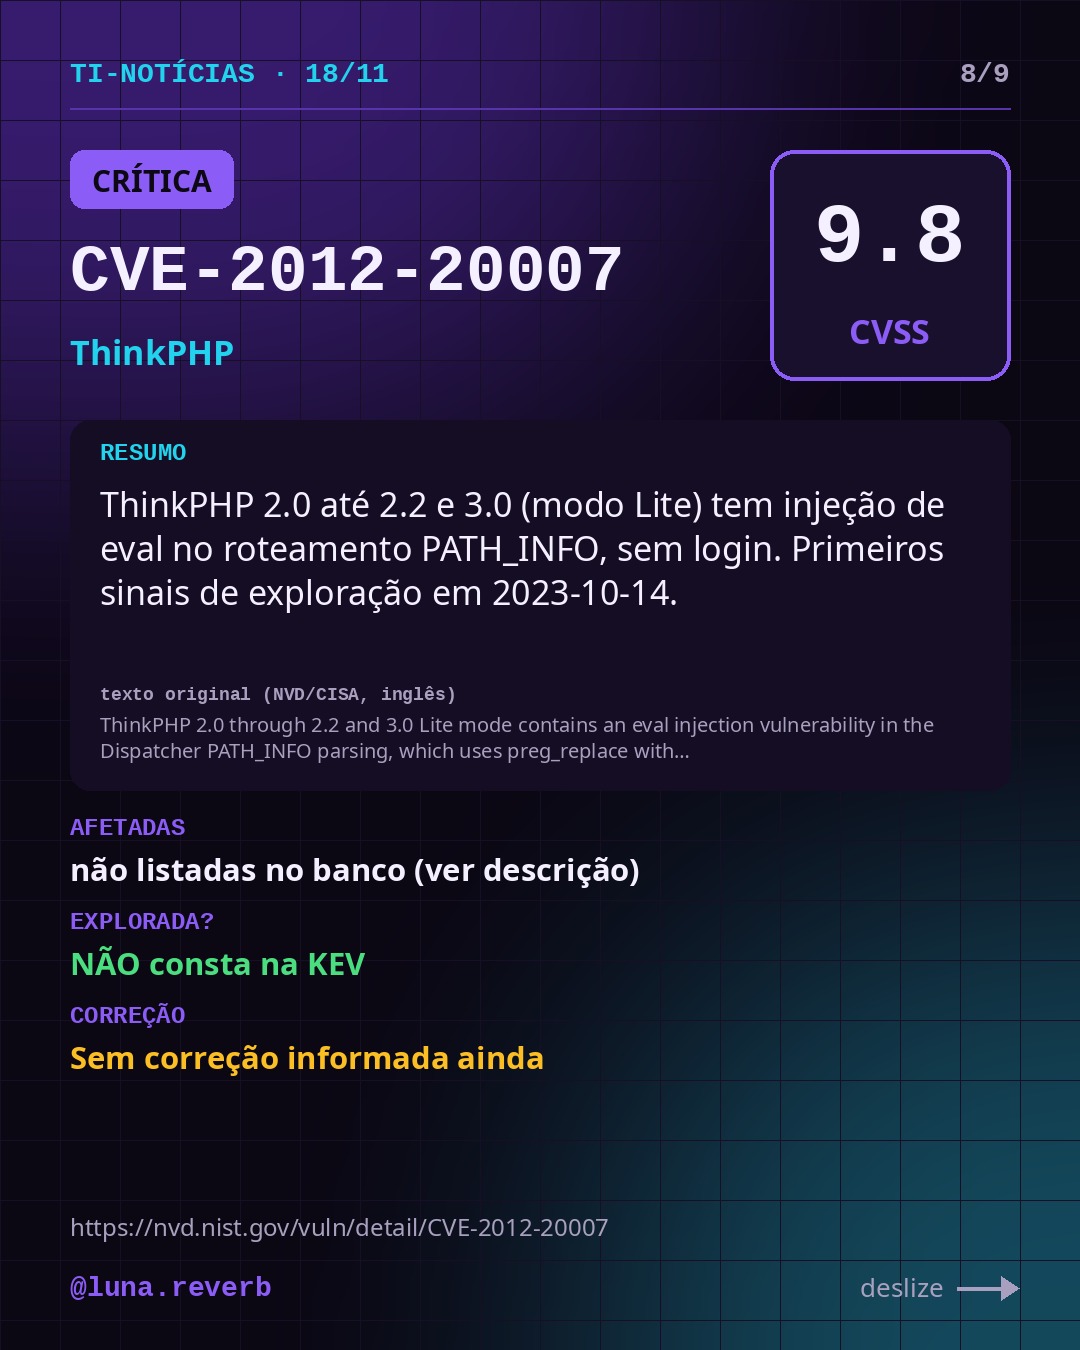 TI-NOTÍCIAS · 18/11
8/9
CRÍTICA
CVE-2012-20007
ThinkPHP
9.8
CVSS
RESUMO
ThinkPHP 2.0 até 2.2 e 3.0 (modo Lite) tem injeção de
eval no roteamento PATH_INFO, sem login. Primeiros
sinais de exploração em 2023-10-14.
texto original (NVD/CISA, inglês)
ThinkPHP 2.0 through 2.2 and 3.0 Lite mode contains an eval injection vulnerability in the
Dispatcher PATH_INFO parsing, which uses preg_replace with...
AFETADAS
não listadas no banco (ver descrição)
EXPLORADA?
NÃO consta na KEV
CORREÇÃO
Sem correção informada ainda
https://nvd.nist.gov/vuln/detail/CVE-2012-20007
@luna.reverb
deslize